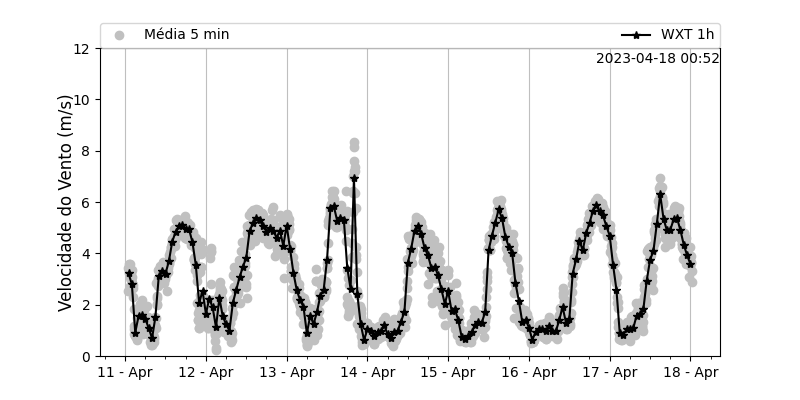 Média 5 min
WXT 1h
2023-04-18 00:52
Velocidade do Vento (m/s)
12
10
8
6
4
2
0
11 - Apr
12 - Apr
13 - Apr
14 - Apr
15 - Apr
16 - Apr
17 - Apr
18 - Apr